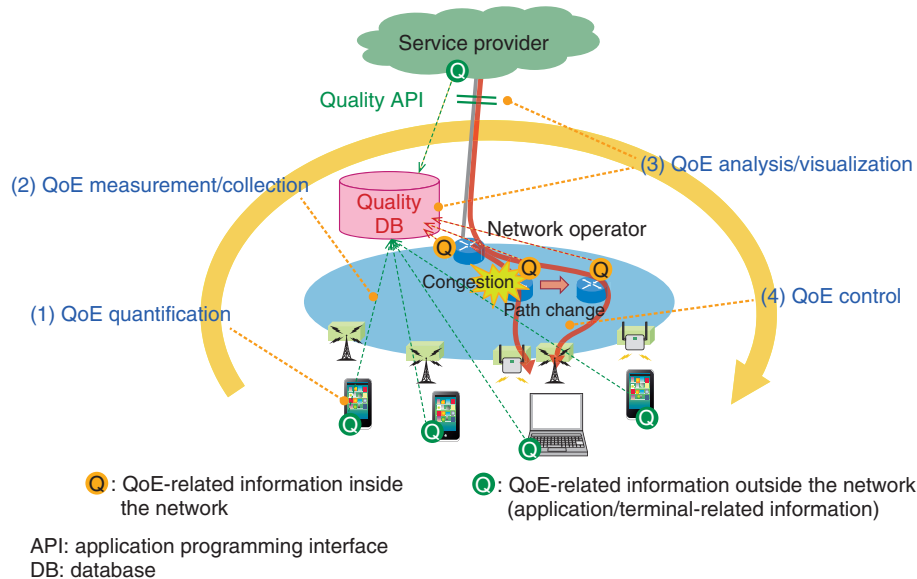 Service provider
Q
Quality API
(3) QoE analysis/visualization
(2) QoE measurement/collection
Quality
DB
Network operator
Q
Q
Q
Congestion
Path change
(4) QoE control
(1) QoE quantification
Q
Q
Q
Q
Q: QoE-related information inside
the network
Q: QoE-related information outside the network
(application/terminal-related information)
API: application programming interface
DB: database